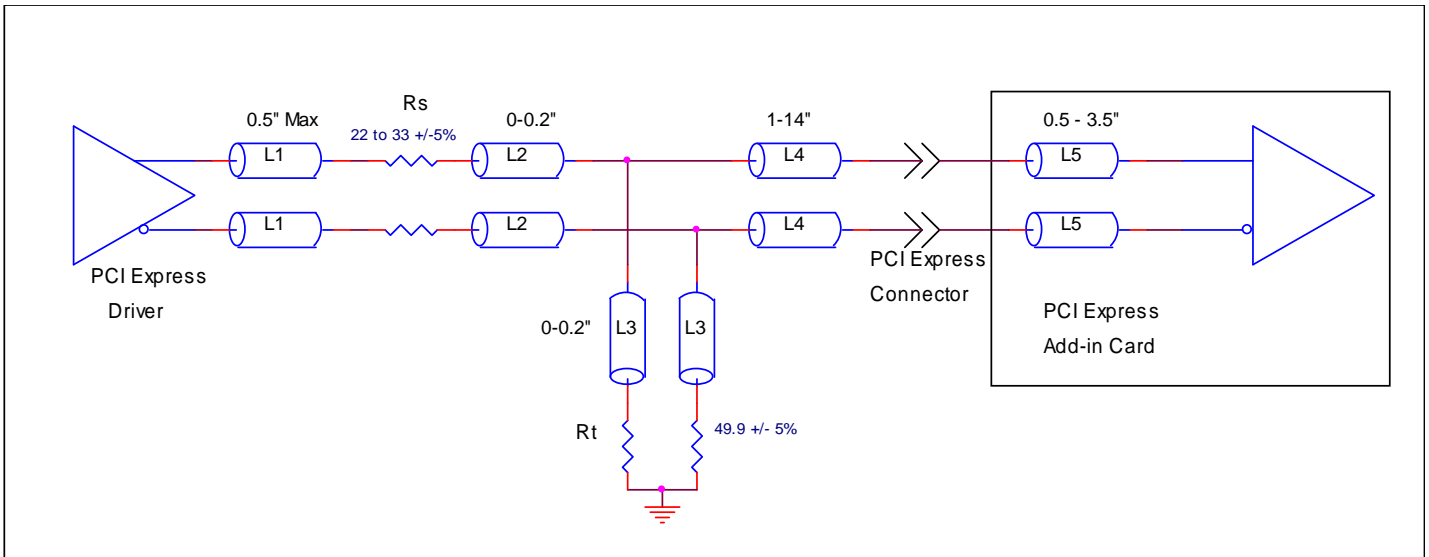 Rs
0.5" Max
22 to 33 +/-5%
0-0.2"
1-14"
0.5 - 3.5"
L1
L2
L4
L5
L1
L2
L4
L5
PCI Express
Driver
PCI Express
Connector
PCI Express
Add-in Card
0-0.2"
L3
L3
Rt
49.9 +/- 5%